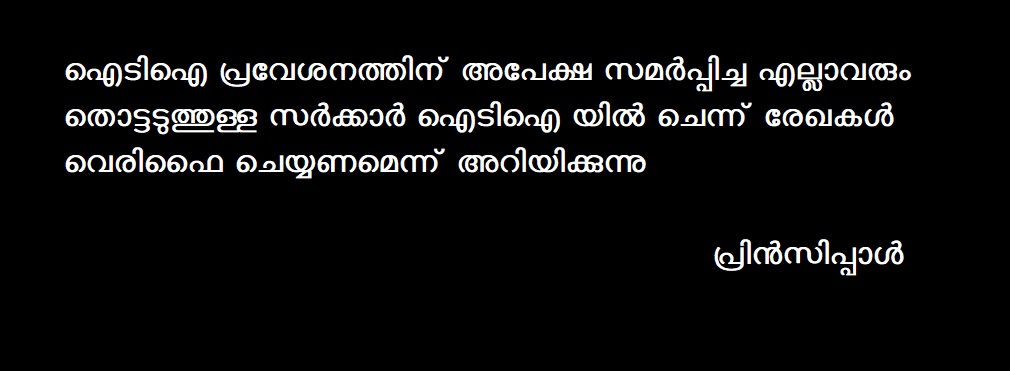 ഐടിഐ പ്രവേശനത്തിന് അപേക്ഷ സമർപ്പിച്ച എല്ലാവരും
തൊട്ടടുത്തുള്ള സർക്കാർ ഐടിഐ യിൽ ചെന്ന് രേഖകൾ
വെരിഫൈ ചെയ്യണമെന്ന് അറിയിക്കുന്നു
പ്രിൻസിപ്പാൾ